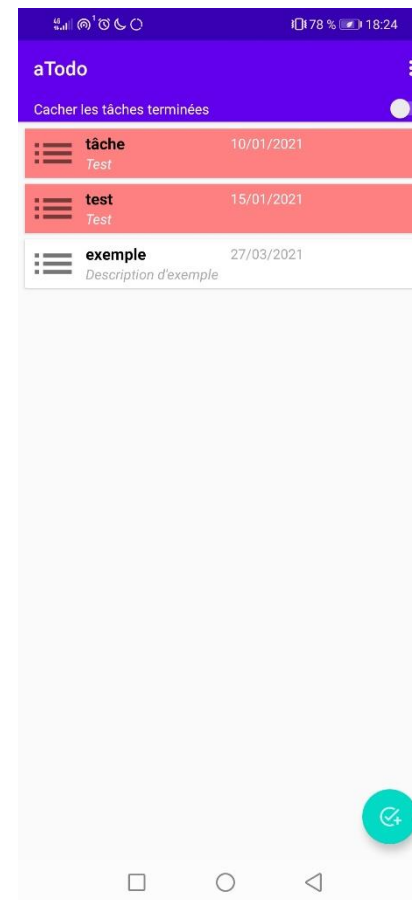 78 % 18:24
aTodo
Cacher les tâches terminées
tâche 10/01/2021
Test
test 15/01/2021
Test
exemple 27/03/2021
Description d'exemple